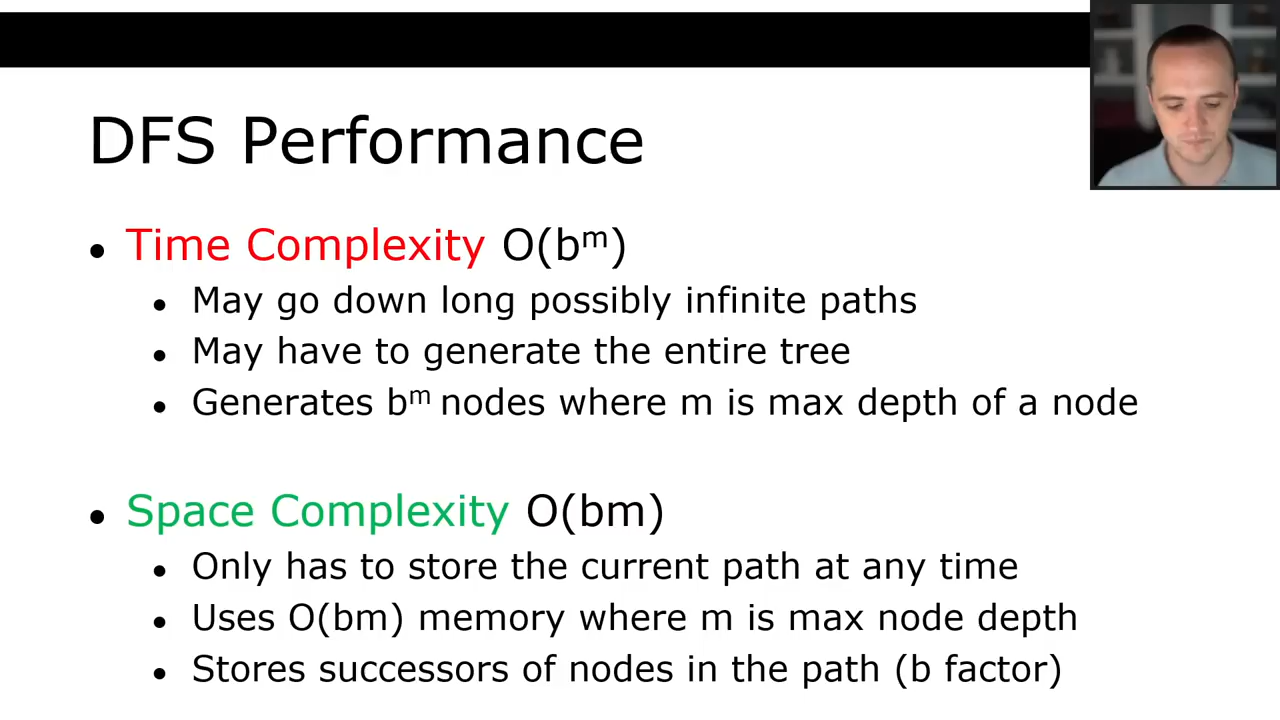 DFS Performance
• Time Complexity O(bᵐ)
• May go down long possibly infinite paths
• May have to generate the entire tree
• Generates bᵐ nodes where m is max depth of a node
• Space Complexity O(bm)
• Only has to store the current path at any time
• Uses O(bm) memory where m is max node depth
• Stores successors of nodes in the path (b factor)